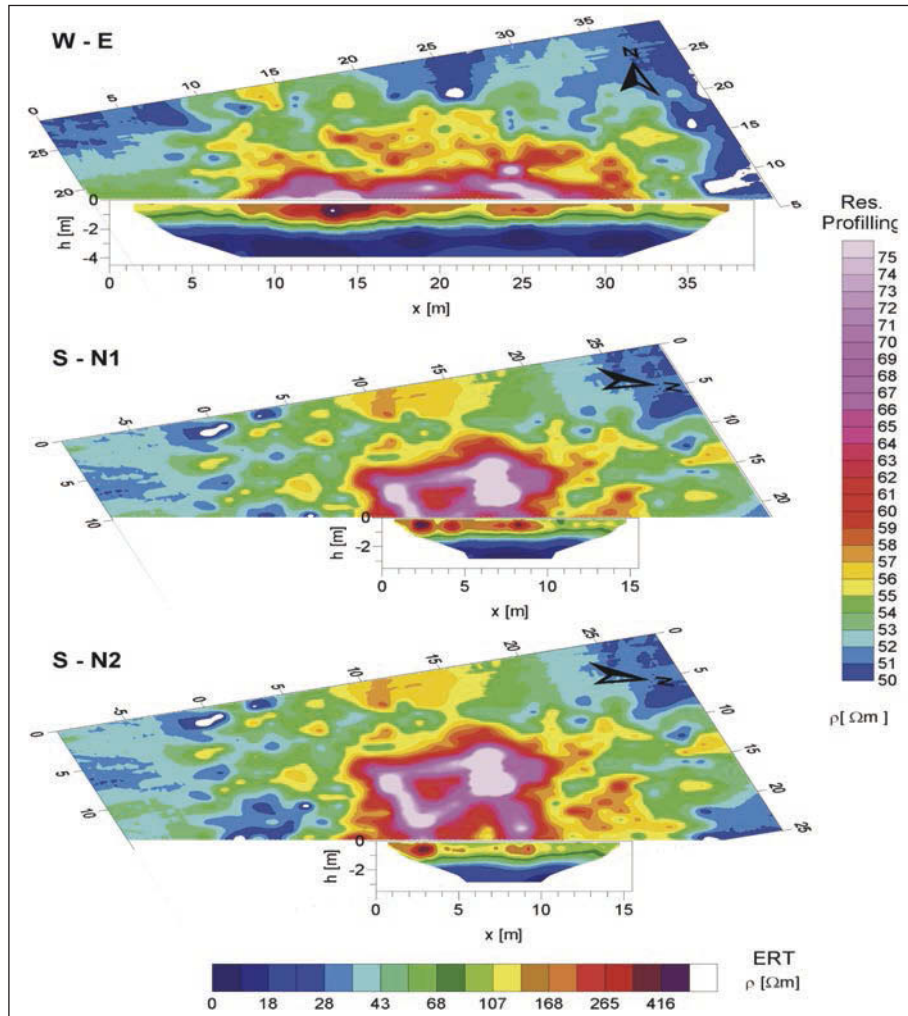 W - E
0 5 10 15 20 25 30 35
25 20
N
25 20 15 10 5
0 -2 -4
h [m]
0 5 10 15 20 25 30 35
x [m]
Res.
Profilling
75
74
73
72
71
70
69
68
67
66
65
64
63
62
61
60
59
58
57
56
55
54
53
52
51
50
ρ[ Ωm ]
S - N1
-5 0 5 10 15 20 25
0 5 10
N
0 5 10 15 20
0 -2
h [m]
0 5 10 15
x [m]
S - N2
0 5 10 15 20 25
0 5 10
N
0 5 10 15 20 25
0 -2
h [m]
0 5 10 15
x [m]
0 18 28 43 68 107 168 265 416
ERT
ρ [Ωm]